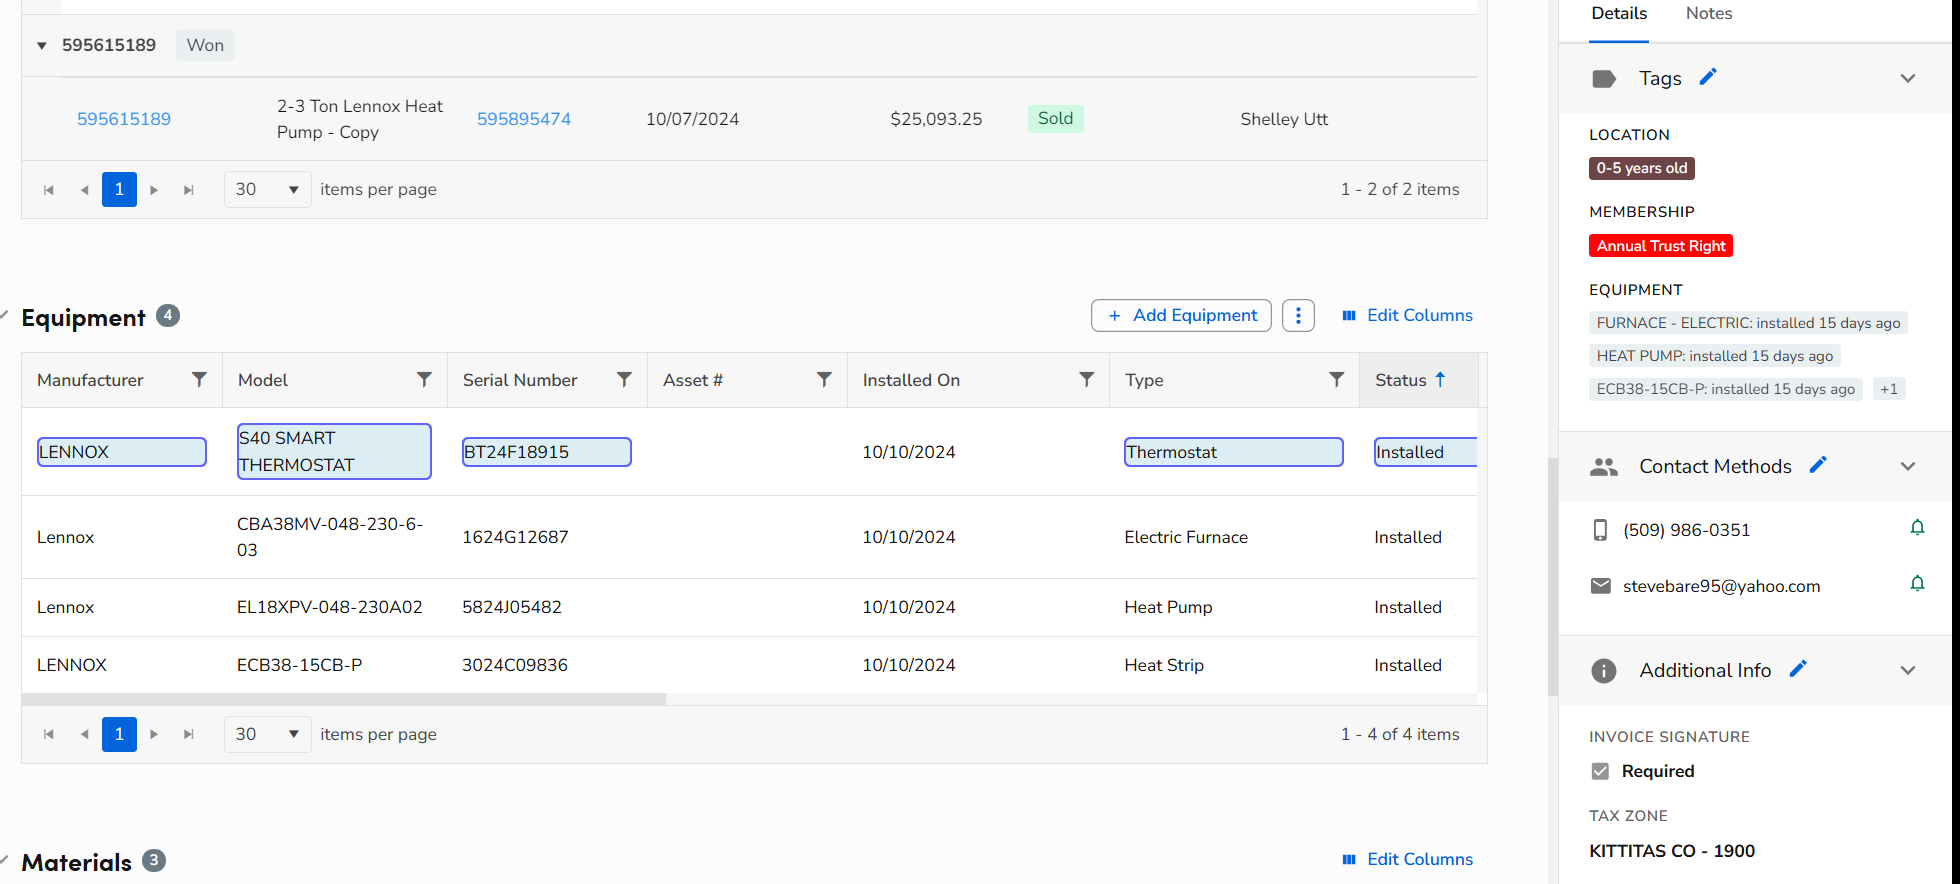 595615189 Won
595615189 2-3 Ton Lennox Heat Pump - Copy 595895474 10/07/2024 $25,093.25 Sold Shelley Utt
1 30 items per page 1 - 2 of 2 items
Equipment 4 + Add Equipment Edit Columns
Manufacturer Model Serial Number Asset # Installed On Type Status
LENNOX S40 SMART THERMOSTAT BT24F18915 10/10/2024 Thermostat Installed
Lennox CBA38MV-048-230-6-03 1624G12687 10/10/2024 Electric Furnace Installed
Lennox EL18XPV-048-230A02 5824J05482 10/10/2024 Heat Pump Installed
LENNOX ECB38-15CB-P 3024C09836 10/10/2024 Heat Strip Installed
1 30 items per page 1 - 4 of 4 items
Materials 3 Edit Columns
Details Notes
Tags
LOCATION
0-5 years old
MEMBERSHIP
Annual Trust Right
EQUIPMENT
FURNACE - ELECTRIC: installed 15 days ago
HEAT PUMP: installed 15 days ago
ECB38-15CB-P: installed 15 days ago +1
Contact Methods
(509) 986-0351
stevebare95@yahoo.com
Additional Info
INVOICE SIGNATURE
Required
TAX ZONE
KITTITAS CO - 1900